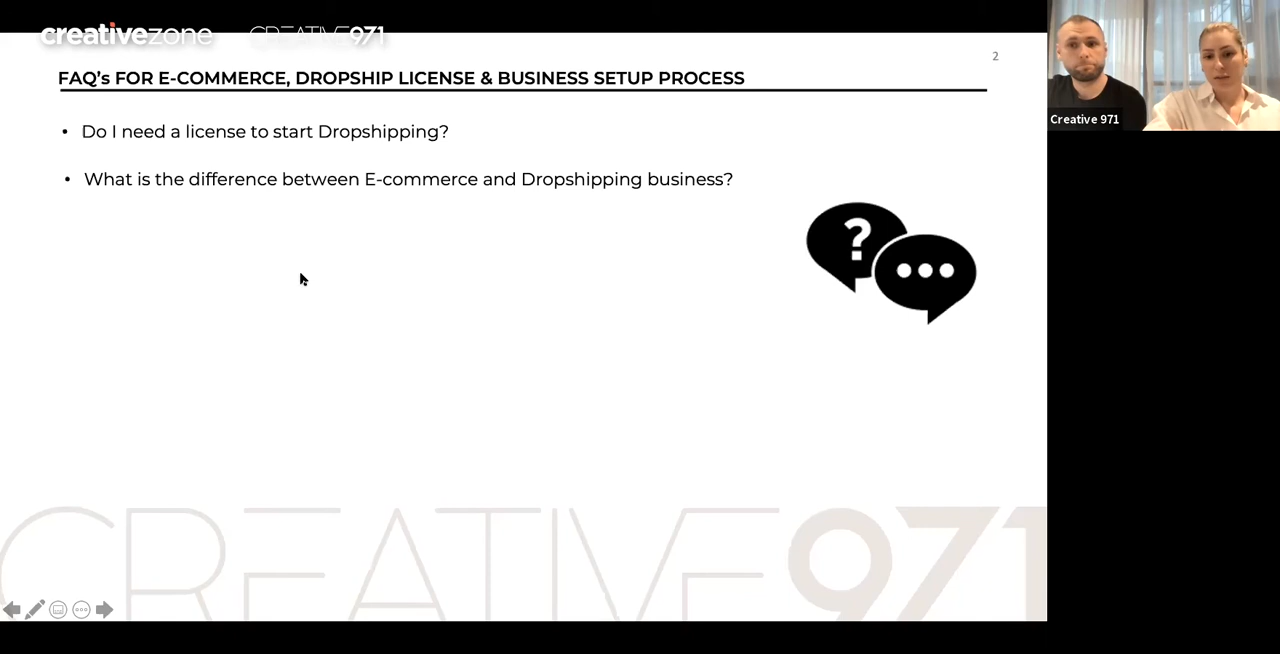 creativezone CREATIVE971
2
FAQ's FOR E-COMMERCE, DROPSHIP LICENSE & BUSINESS SETUP PROCESS
• Do I need a license to start Dropshipping?
• What is the difference between E-commerce and Dropshipping business?
?
Creative 971
CREATIVE971